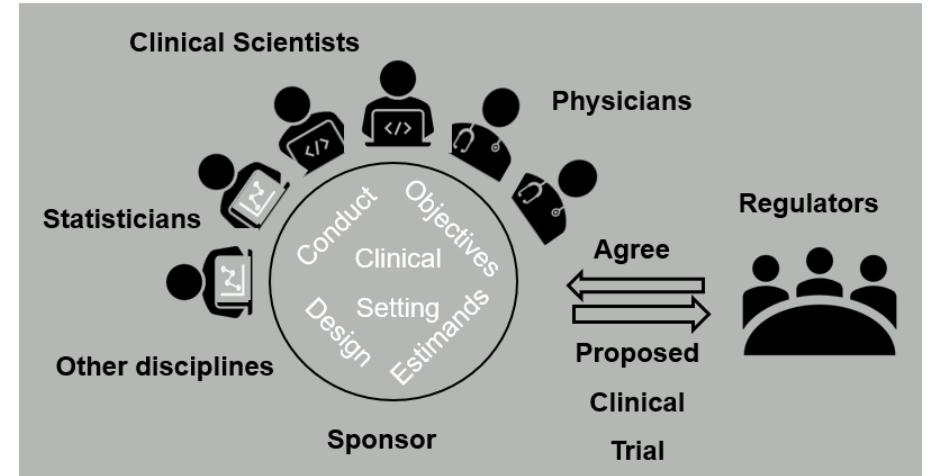 Clinical Scientists
Physicians
</>
</>
Statisticians
Regulators
Conduct
Objectives
Clinical
Setting
Design
Estimands
Agree
Proposed
Clinical
Trial
Other disciplines
Sponsor